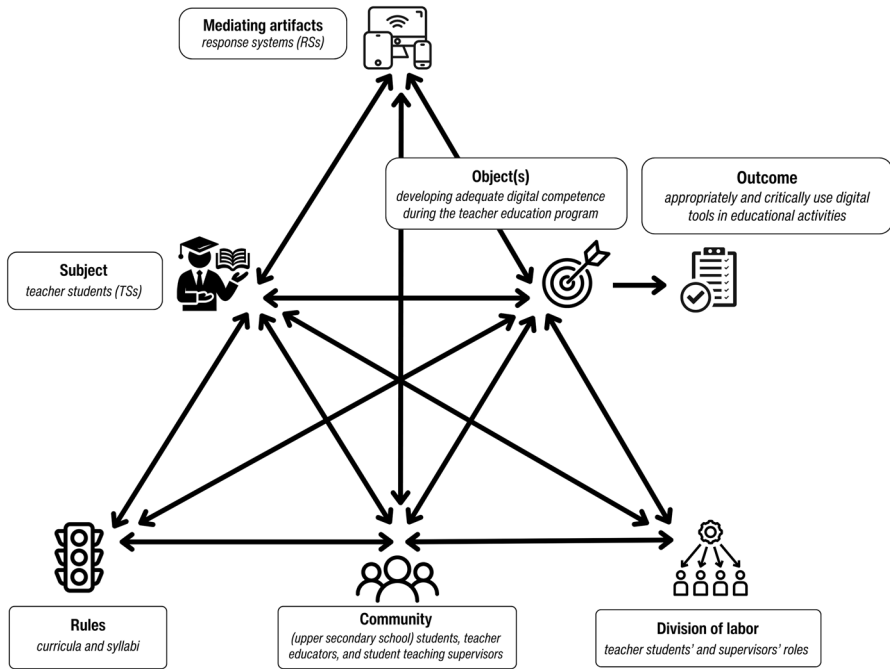 Mediating artifacts
response systems (RSs)
Object(s)
developing adequate digital competence
during the teacher education program
Outcome
appropriately and critically use digital
tools in educational activities
Subject
teacher students (TSs)
Rules
curricula and syllabi
Community
(upper secondary school) students, teacher
educators, and student teaching supervisors
Division of labor
teacher students’ and supervisors’ roles